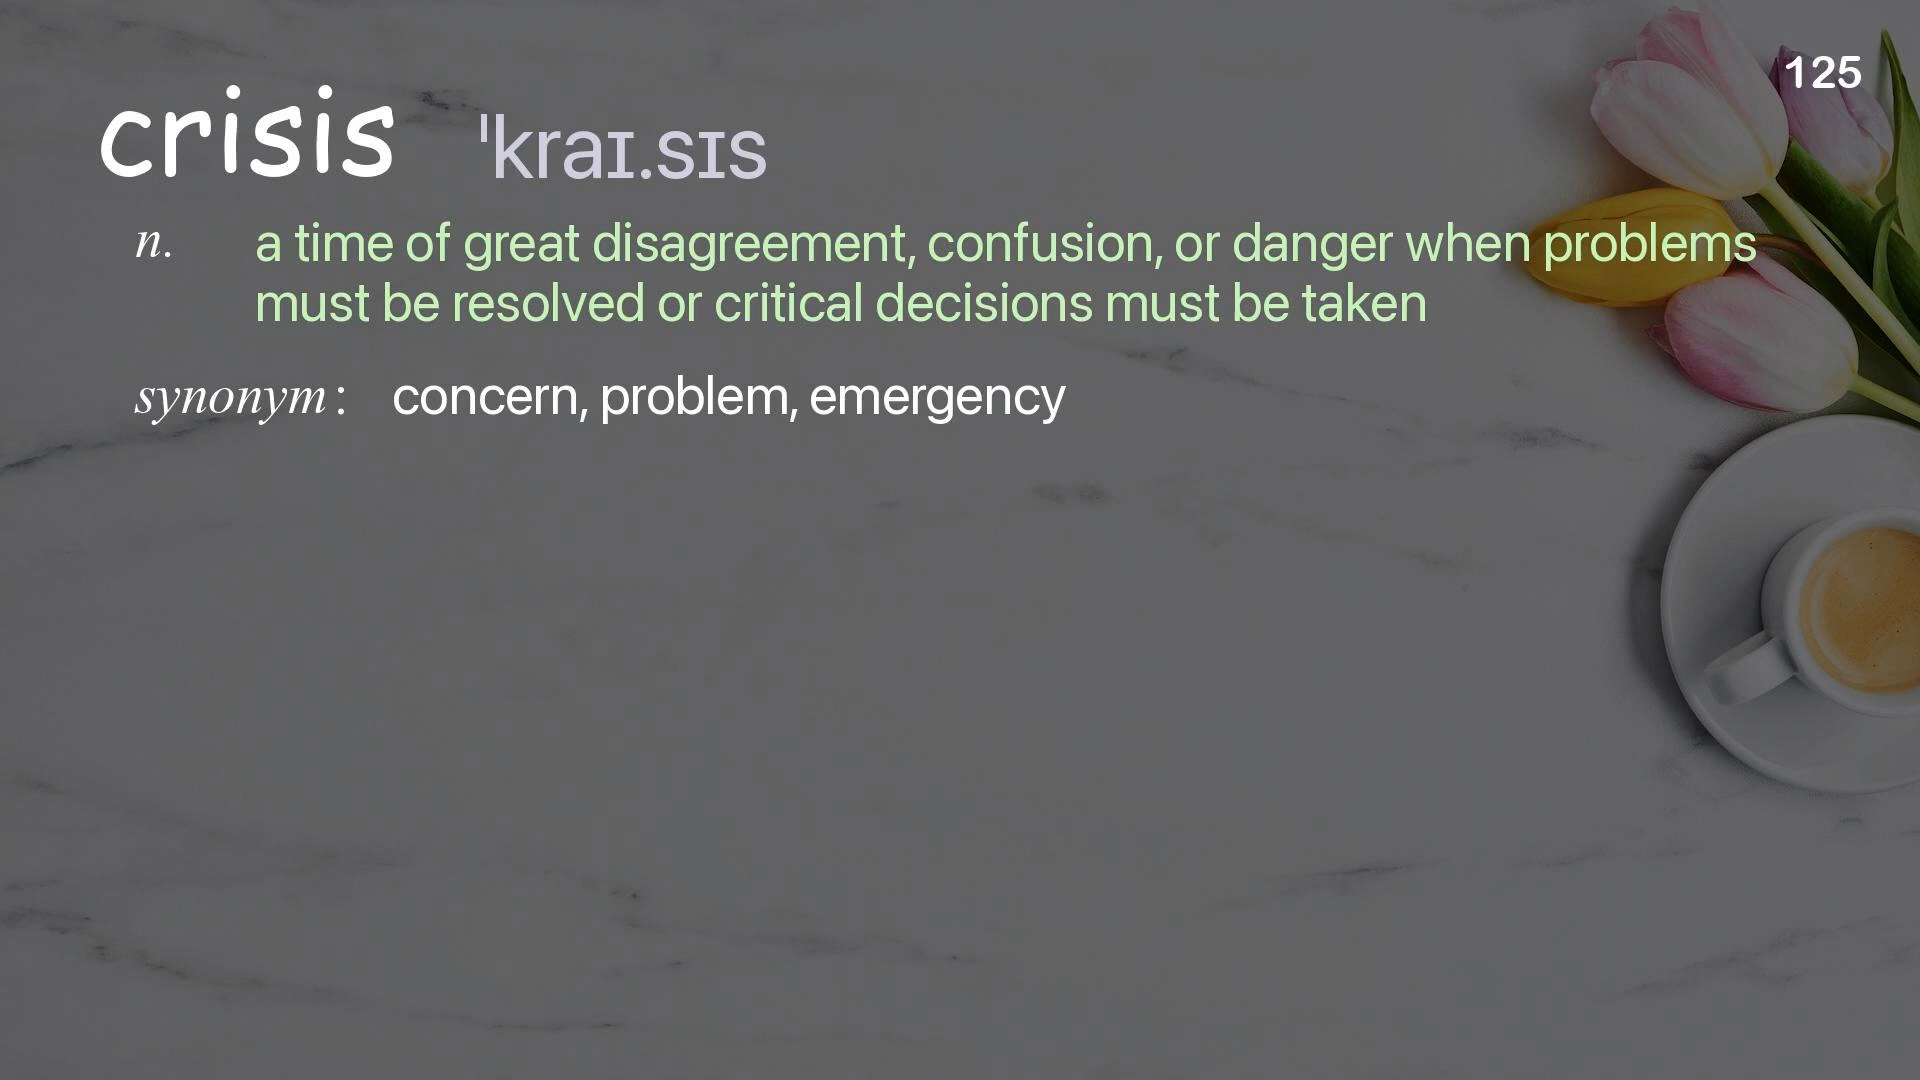 125
crisis ˈkraɪ.sɪs
n. a time of great disagreement, confusion, or danger when problems
must be resolved or critical decisions must be taken
synonym: concern, problem, emergency